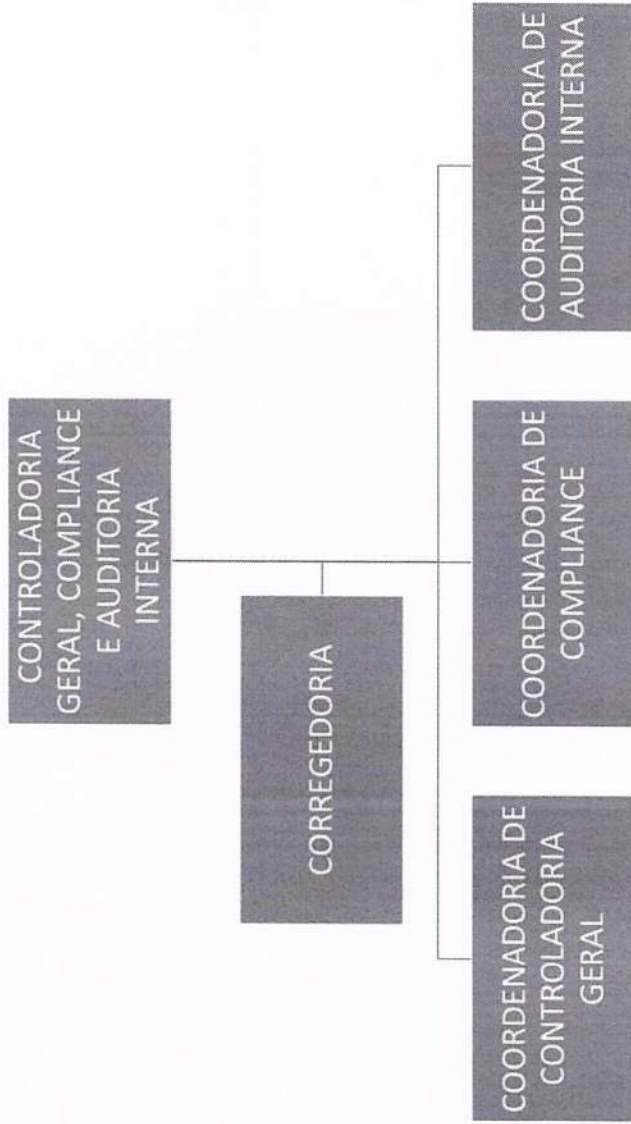 CONTROLADORIA
GERAL, COMPLIANCE
E AUDITORIA
INTERNA
CORREGEDORIA
COORDENADORIA DE
CONTROLADORIA
GERAL
COORDENADORIA DE
COMPLIANCE
COORDENADORIA DE
AUDITORIA INTERNA